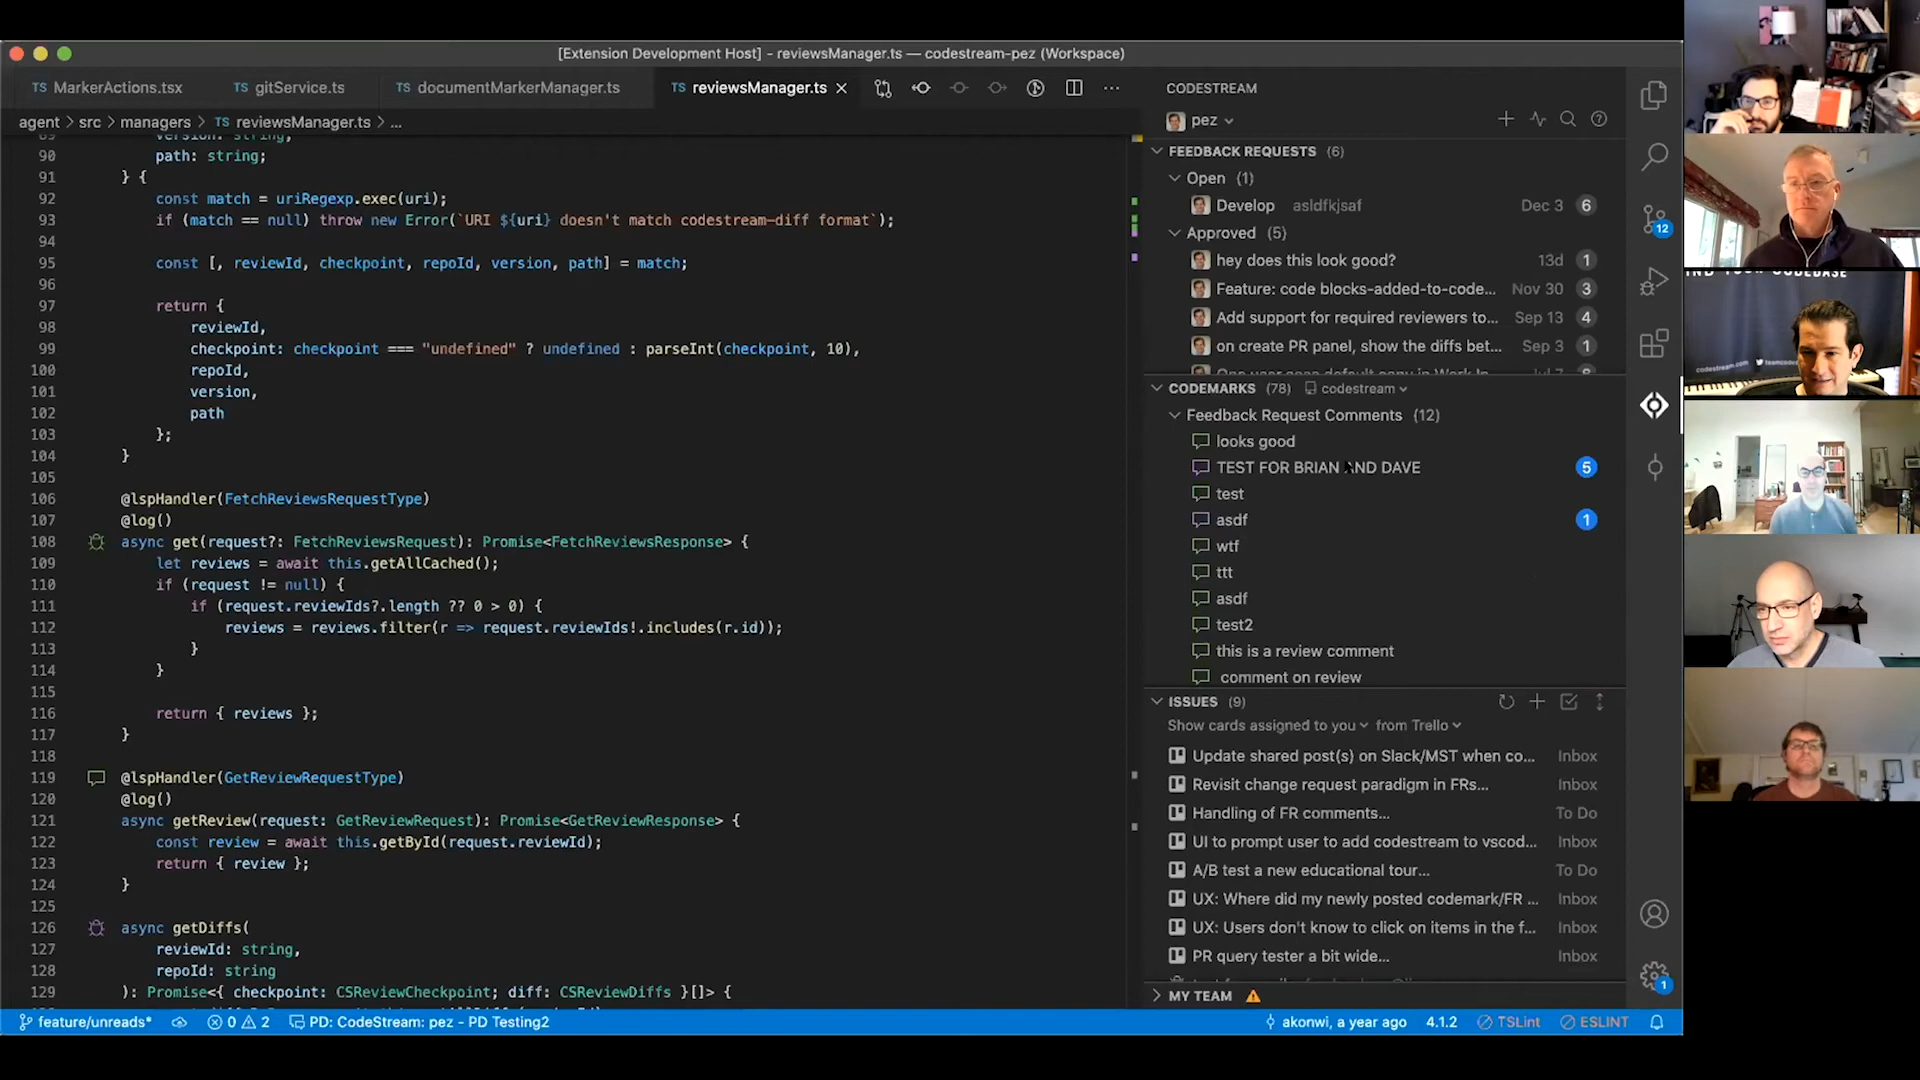 [Extension Development Host] - reviewsManager.ts — codestream-pez (Workspace)
TS MarkerActions.tsx
TS gitService.ts
TS documentMarkerManager.ts
TS reviewsManager.ts
agent > src > managers > TS reviewsManager.ts > ...
89 version: string,
90 path: string;
91 } {
92 const match = uriRegexp.exec(uri);
93 if (match == null) throw new Error(`URI ${uri} doesn't match codestream-diff format`);
94
95 const [, reviewId, checkpoint, repoId, version, path] = match;
96
97 return {
98 reviewId,
99 checkpoint: checkpoint === "undefined" ? undefined : parseInt(checkpoint, 10),
100 repoId,
101 version,
102 path
103 };
104 }
105
106 @lspHandler(FetchReviewsRequestType)
107 @log()
108 async get(request?: FetchReviewsRequest): Promise<FetchReviewsResponse> {
109 let reviews = await this.getAllCached();
110 if (request != null) {
111 if (request.reviewIds?.length ?? 0 > 0) {
112 reviews = reviews.filter(r => request.reviewIds!.includes(r.id));
113 }
114 }
115
116 return { reviews };
117 }
118
119 @lspHandler(GetReviewRequestType)
120 @log()
121 async getReview(request: GetReviewRequest): Promise<GetReviewResponse> {
122 const review = await this.getById(request.reviewId);
123 return { review };
124 }
125
126 async getDiffs(
127 reviewId: string,
128 repoId: string
129 ): Promise<{ checkpoint: CSReviewCheckpoint; diff: CSReviewDiffs }[]> {
CODESTREAM
pez
FEEDBACK REQUESTS (6)
Open (1)
Develop asldfkjsaf Dec 3 6
Approved (5)
hey does this look good? 13d 1
Feature: code blocks-added-to-code... Nov 30 3
Add support for required reviewers to... Sep 13 4
on create PR panel, show the diffs bet... Sep 3 1
CODEMARKS (78) codestream
Feedback Request Comments (12)
looks good
TEST FOR BRIAN AND DAVE 5
test
asdf 1
wtf
ttt
asdf
test2
this is a review comment
comment on review
ISSUES (9)
Show cards assigned to you from Trello
Update shared post(s) on Slack/MST when co... Inbox
Revisit change request paradigm in FRs... Inbox
Handling of FR comments... To Do
UI to prompt user to add codestream to vscod... Inbox
A/B test a new educational tour... To Do
UX: Where did my newly posted codemark/FR ... Inbox
UX: Users don't know to click on items in the f... Inbox
PR query tester a bit wide... Inbox
MY TEAM
12
1
feature/unreads* 0 2 PD: CodeStream: pez - PD Testing2
akonwi, a year ago 4.1.2 TSLint ESLINT
YOUR CODEBASE
codestream.com